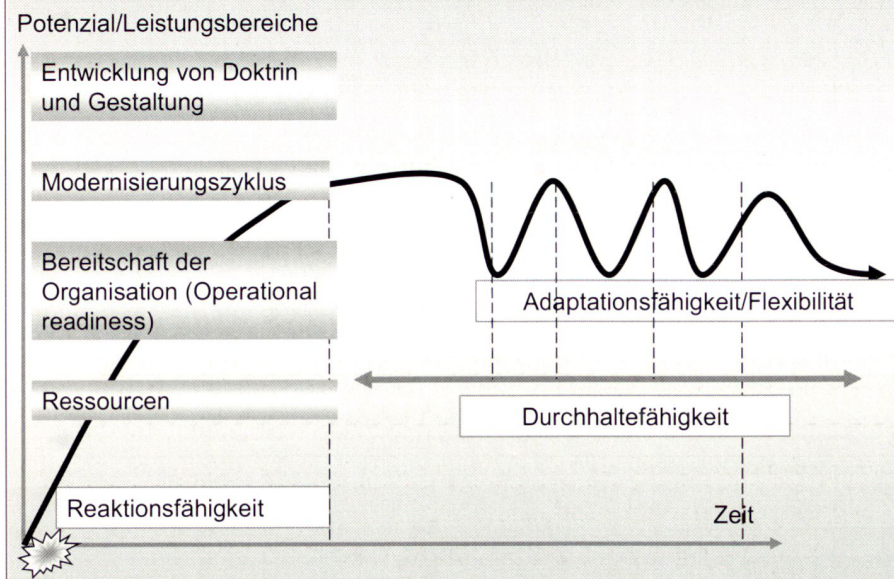 Potenzial/Leistungsbereiche
Entwicklung von Doktrin
und Gestaltung
Modernisierungszyklus
Bereitschaft der
Organisation (Operational
readiness)
Adaptationsfähigkeit/Flexibilität
Ressourcen
Durchhaltefähigkeit
Reaktionsfähigkeit
Zeit